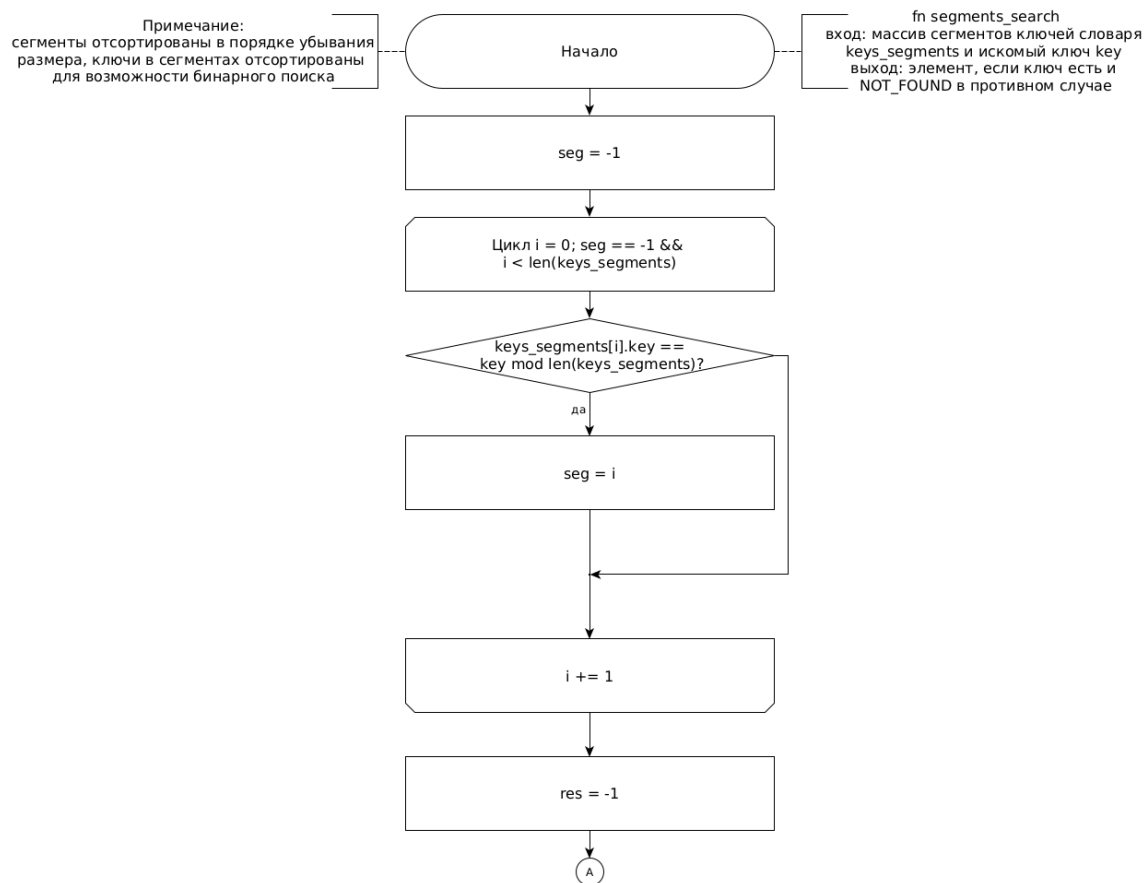 Примечание:
сегменты отсортированы в порядке убывания
размера, ключи в сегментах отсортированы
для возможности бинарного поиска
Начало
fn segments_search
вход: массив сегментов ключей словаря
keys_segments и искомый ключ key
выход: элемент, если ключ есть и
NOT_FOUND в противном случае
seg = -1
Цикл i = 0; seg == -1 &&
i < len(keys_segments)
keys_segments[i].key ==
key mod len(keys_segments)?
да
seg = i
i += 1
res = -1
A